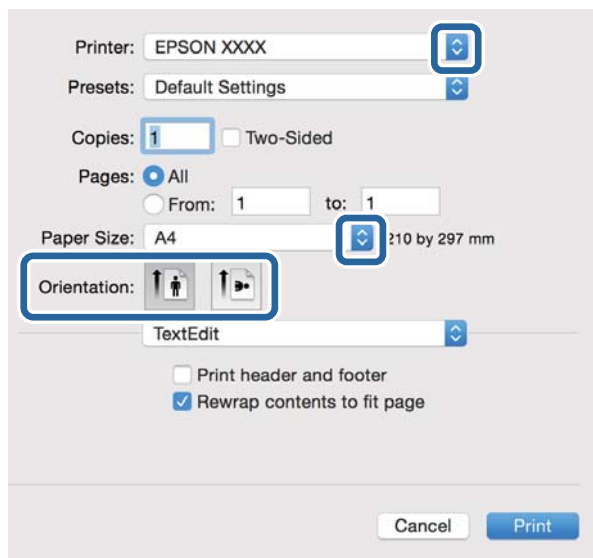 Printer: EPSON XXXX
Presets: Default Settings
Copies: 1 Two-Sided
Pages: All
From: 1 to: 1
Paper Size: A4 210 by 297 mm
Orientation:
TextEdit
Print header and footer
Rewrap contents to fit page
Cancel Print